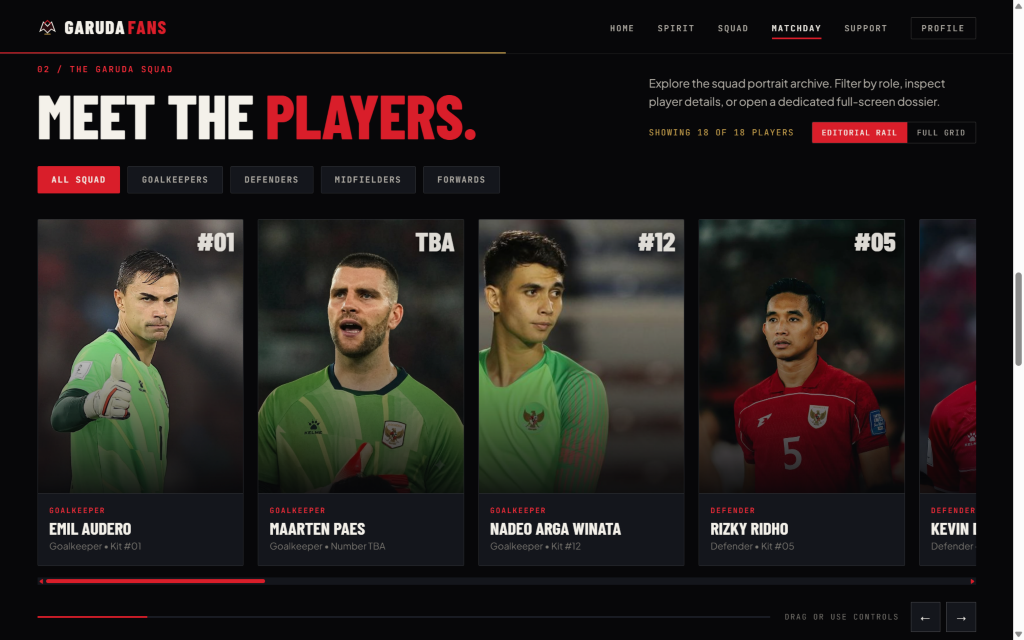 GARUDA FANS
HOME SPIRIT SQUAD MATCHDAY SUPPORT PROFILE
02 / THE GARUDA SQUAD
MEET THE PLAYERS.
Explore the squad portrait archive. Filter by role, inspect
player details, or open a dedicated full-screen dossier.
SHOWING 18 OF 18 PLAYERS
EDITORIAL RAIL FULL GRID
ALL SQUAD GOALKEEPERS DEFENDERS MIDFIELDERS FORWARDS
#01
GOALKEEPER
EMIL AUDERO
Goalkeeper • Kit #01
TBA
KELME
GOALKEEPER
MAARTEN PAES
Goalkeeper • Number TBA
#12
GOALKEEPER
NADEO ARGA WINATA
Goalkeeper • Kit #12
#05
5
DEFENDER
RIZKY RIDHO
Defender • Kit #05
DEFENDER
KEVIN
Defender
DRAG OR USE CONTROLS ← →